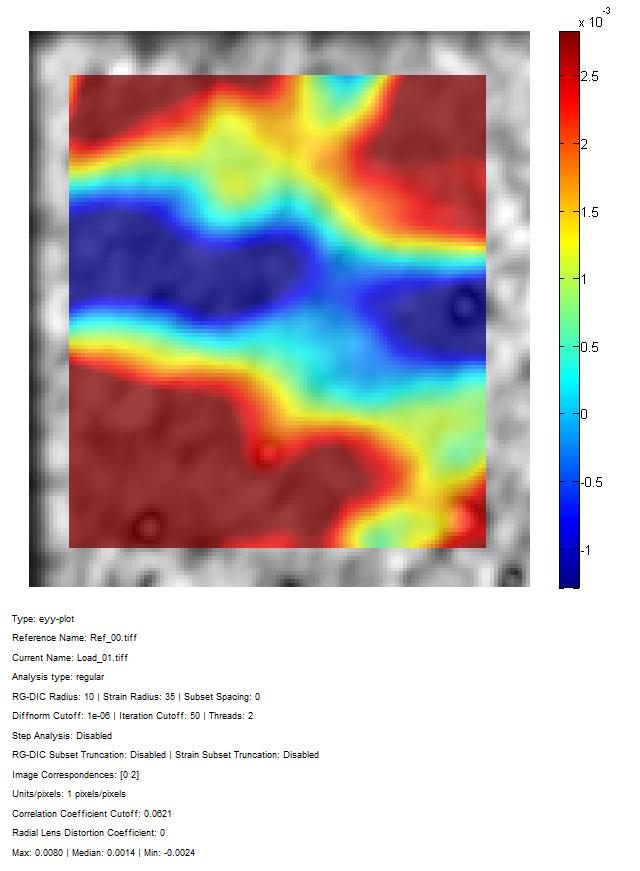 x 10
-3
2.5
2
1.5
1
0.5
0
-0.5
-1
Type: eyy-plot
Reference Name: Ref_00.tiff
Current Name: Load_01.tiff
Analysis type: regular
RG-DIC Radius: 10 | Strain Radius: 35 | Subset Spacing: 0
Diffnorm Cutoff: 1e-06 | Iteration Cutoff: 50 | Threads: 2
Step Analysis: Disabled
RG-DIC Subset Truncation: Disabled | Strain Subset Truncation: Disabled
Image Correspondences: [0 2]
Units/pixels: 1 pixels/pixels
Correlation Coefficient Cutoff: 0.0621
Radial Lens Distortion Coefficient: 0
Max: 0.0080 | Median: 0.0014 | Min: -0.0024